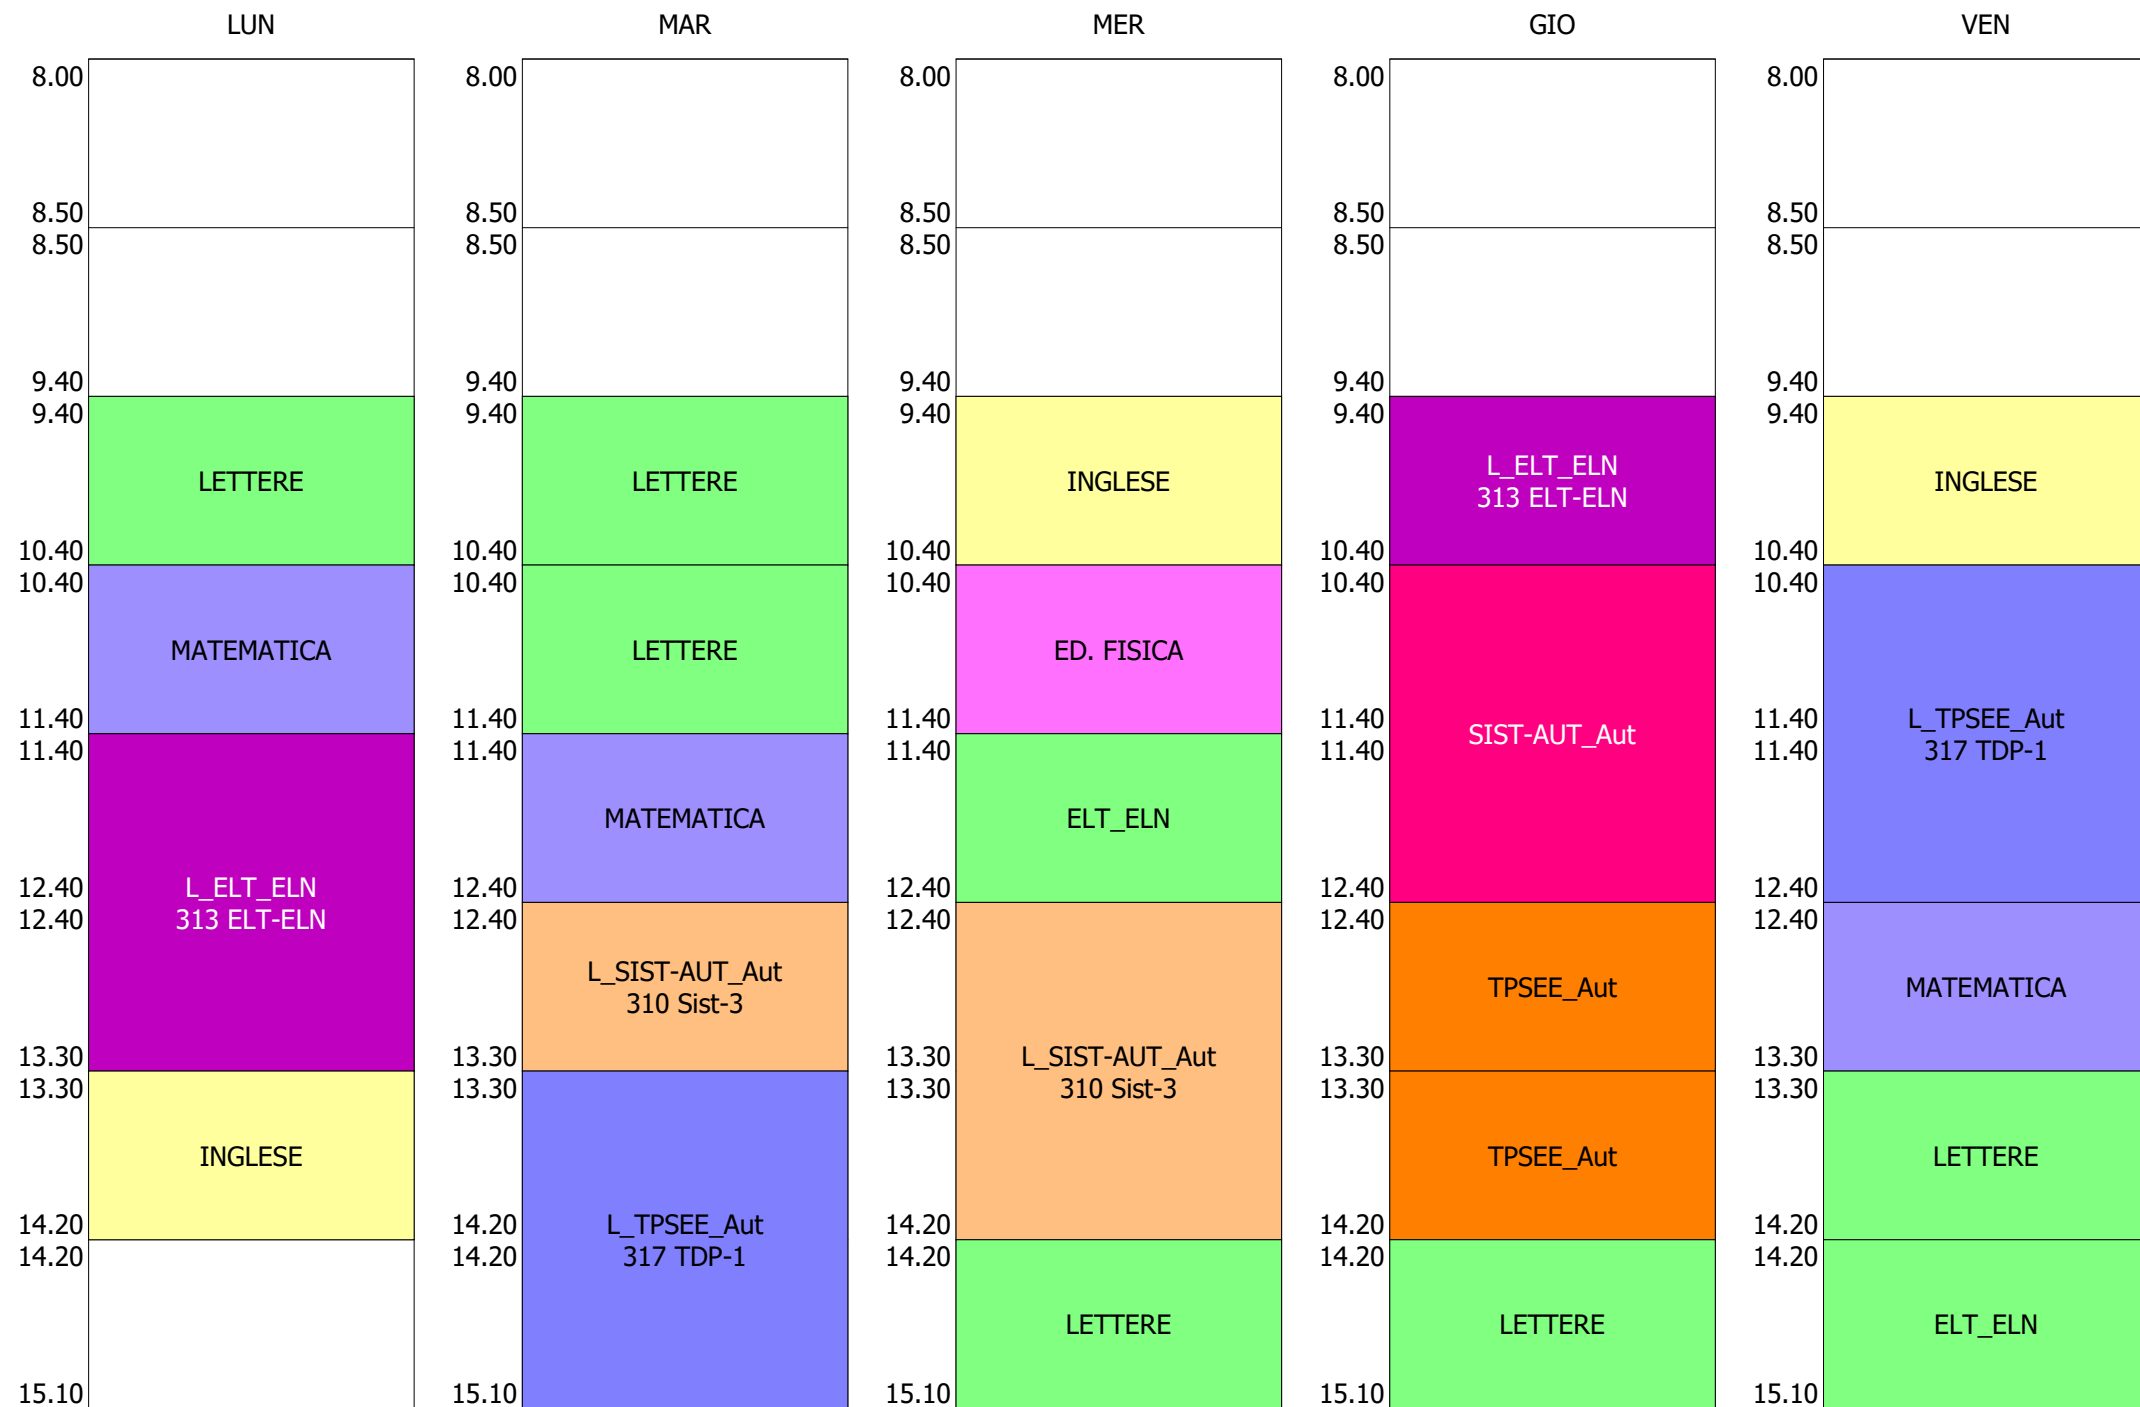 LUN
8.00
8.50
8.50
9.40
9.40
LETTERE
10.40
10.40
MATEMATICA
11.40
11.40
12.40
L_ELT_ELN
12.40
313 ELT-ELN
13.30
13.30
INGLESE
14.20
14.20
15.10
MAR
8.00
8.50
8.50
9.40
9.40
LETTERE
10.40
10.40
LETTERE
11.40
11.40
MATEMATICA
12.40
12.40
L_SIST-AUT_Aut
310 Sist-3
13.30
13.30
14.20
L_TPSEE_Aut
14.20
317 TDP-1
15.10
MER
8.00
8.50
8.50
9.40
9.40
INGLESE
10.40
10.40
ED. FISICA
11.40
11.40
ELT_ELN
12.40
12.40
13.30
L_SIST-AUT_Aut
13.30
310 Sist-3
14.20
14.20
LETTERE
15.10
GIO
8.00
8.50
8.50
9.40
9.40
L_ELT_ELN
313 ELT-ELN
10.40
10.40
11.40
SIST-AUT_Aut
11.40
12.40
12.40
TPSEE_Aut
13.30
13.30
TPSEE_Aut
14.20
14.20
LETTERE
15.10
VEN
8.00
8.50
8.50
9.40
9.40
INGLESE
10.40
10.40
11.40
L_TPSEE_Aut
11.40
317 TDP-1
12.40
12.40
MATEMATICA
13.30
13.30
LETTERE
14.20
14.20
ELT_ELN
15.10